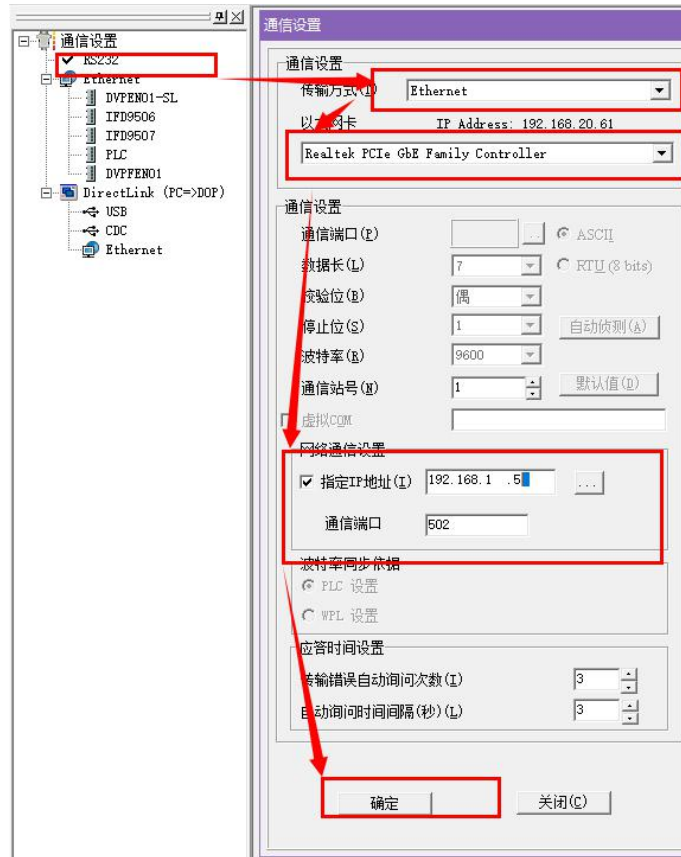 通信设置
RS232
Ethernet
DVPEN01-SL
IFD9506
IFD9507
PLC
DVPFEN01
DirectLink (PC=>DOP)
USB
CDC
Ethernet
通信设置
通信设置
传输方式(I) Ethernet
以太网卡 IP Address: 192.168.20.61
Realtek PCIe GbE Family Controller
通信设置
通信端口(P) .. ASCII
数据长(L) 7 RTU (8 bits)
校验位(B) 偶
停止位(S) 1 自动侦测(A)
波特率(R) 9600
通信站号(N) 1 默认值(D)
虚拟COM
网络通信设置
指定IP地址(I) 192.168.1 .5 ...
通信端口 502
波特率同步依据
PLC 设置
WPL 设置
应答时间设置
传输错误自动询问次数(I) 3
自动询问时间间隔(秒)(L) 3
确定 关闭(C)